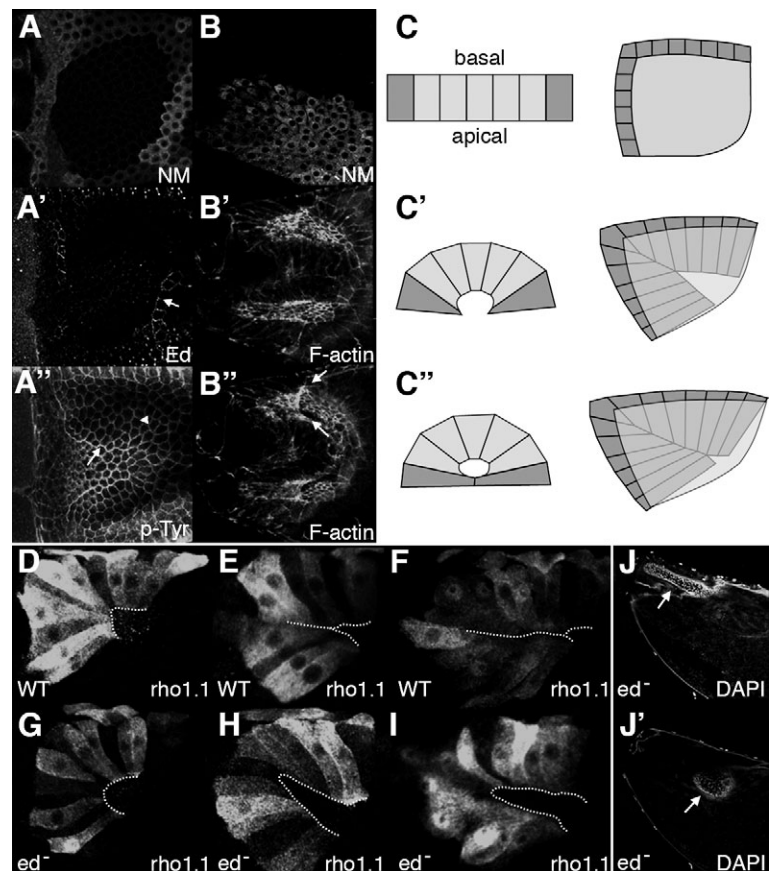 A
NM
B
NM
C
basal
apical
A'
Ed
B'
F-actin
C'
A''
p-Tyr
B''
F-actin
C''
D
WT
rho1.1
E
WT
rho1.1
F
WT
rho1.1
J
ed-
DAPI
G
ed-
rho1.1
H
ed-
rho1.1
I
ed-
rho1.1
J'
ed-
DAPI